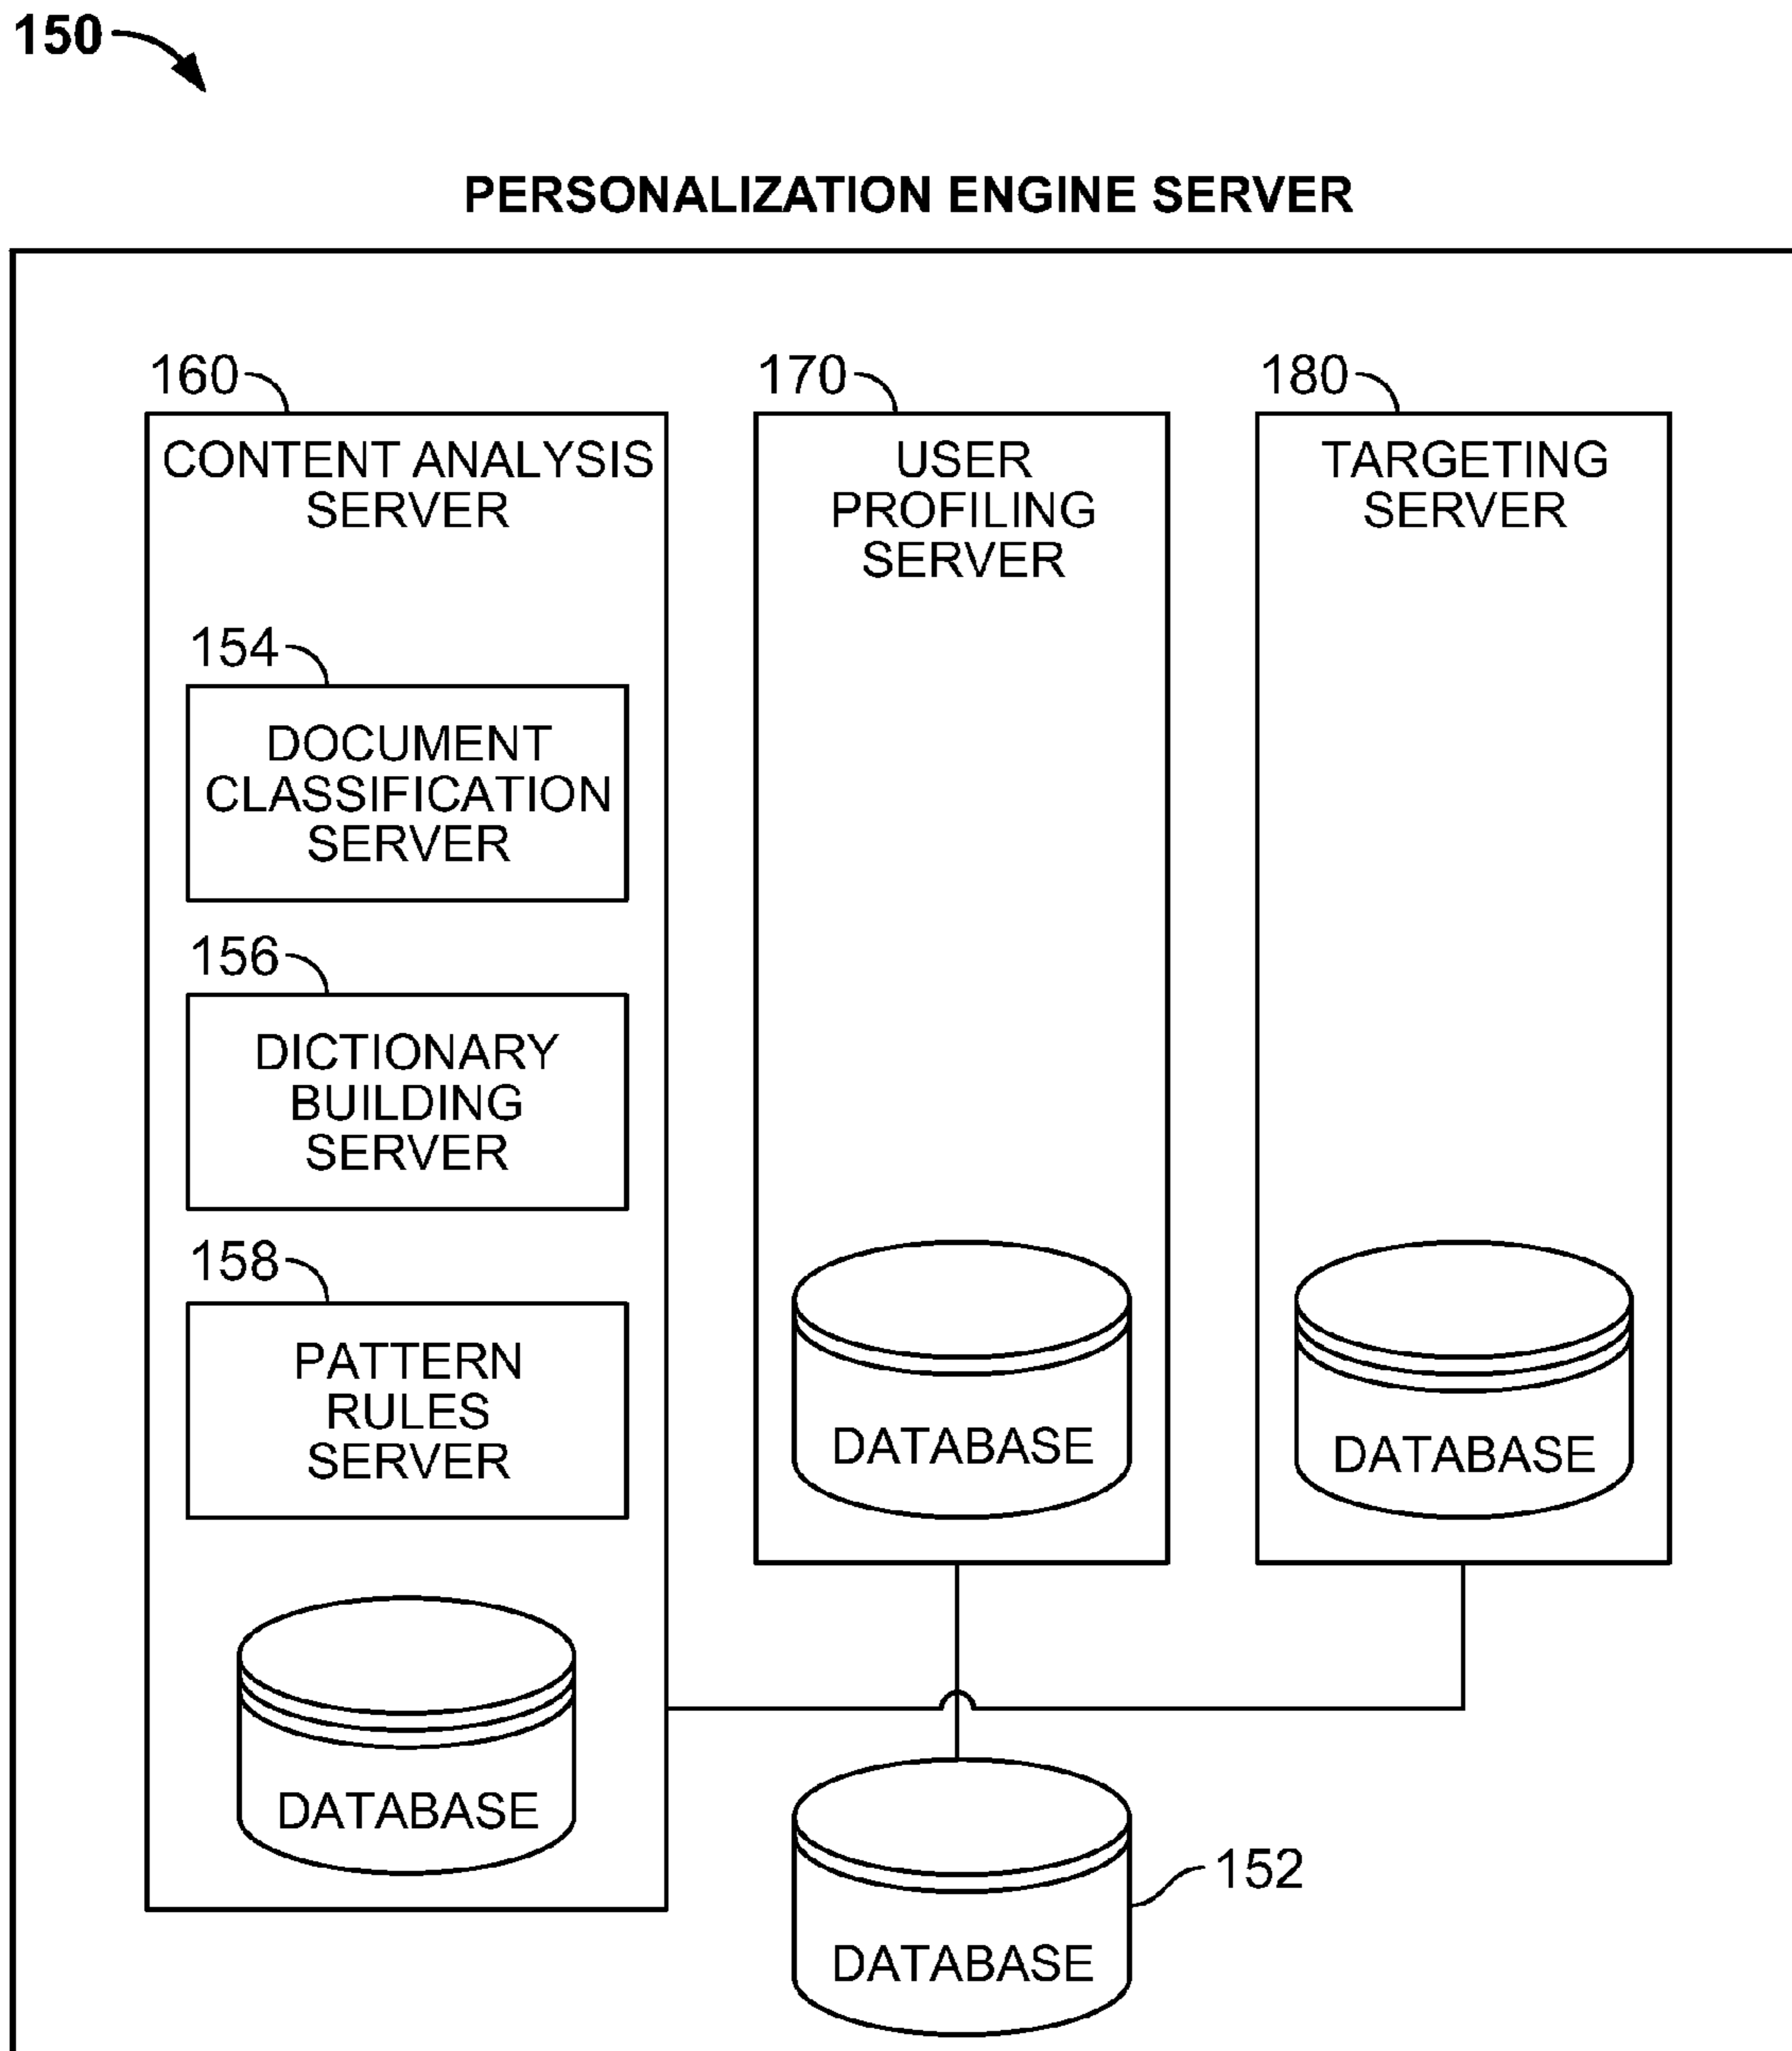 150
PERSONALIZATION ENGINE SERVER
160
CONTENT ANALYSIS
SERVER
154
DOCUMENT
CLASSIFICATION
SERVER
156
DICTIONARY
BUILDING
SERVER
158
PATTERN
RULES
SERVER
DATABASE
170
USER
PROFILING
SERVER
DATABASE
180
TARGETING
SERVER
DATABASE
152
DATABASE